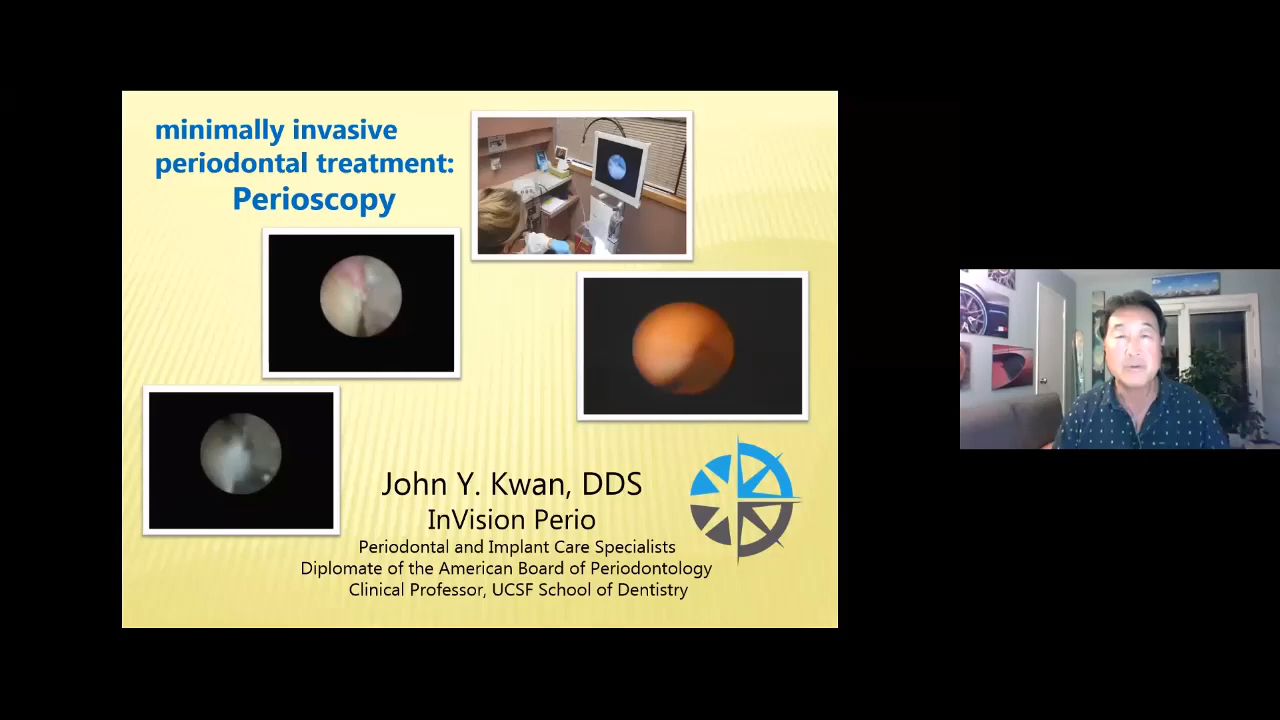 minimally invasive
periodontal treatment:
Perioscopy
John Y. Kwan, DDS
InVision Perio
Periodontal and Implant Care Specialists
Diplomate of the American Board of Periodontology
Clinical Professor, UCSF School of Dentistry